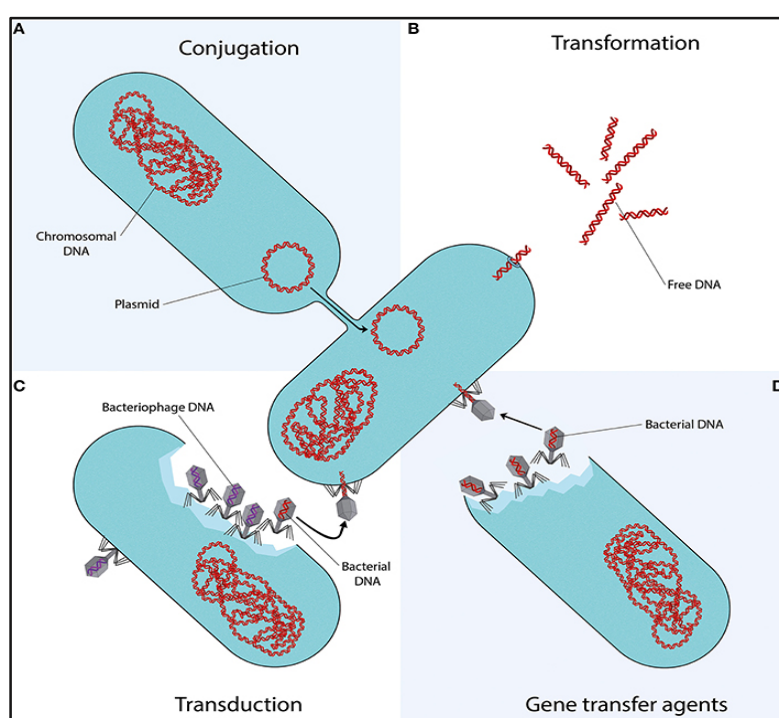 A
Conjugation
B
Transformation
Chromosomal
DNA
Plasmid
Free DNA
C
Bacteriophage DNA
D
Bacterial DNA
Bacterial
DNA
Transduction
Gene transfer agents